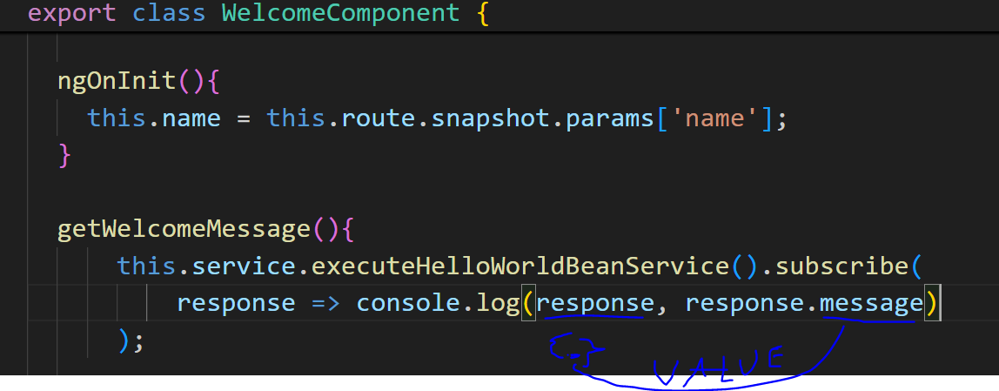 export class WelcomeComponent {
ngOnInit(){
this.name = this.route.snapshot.params['name'];
}
getWelcomeMessage(){
this.service.executeHelloWorldBeanService().subscribe(
response => console.log(response, response.message)
);
{}
VALUE